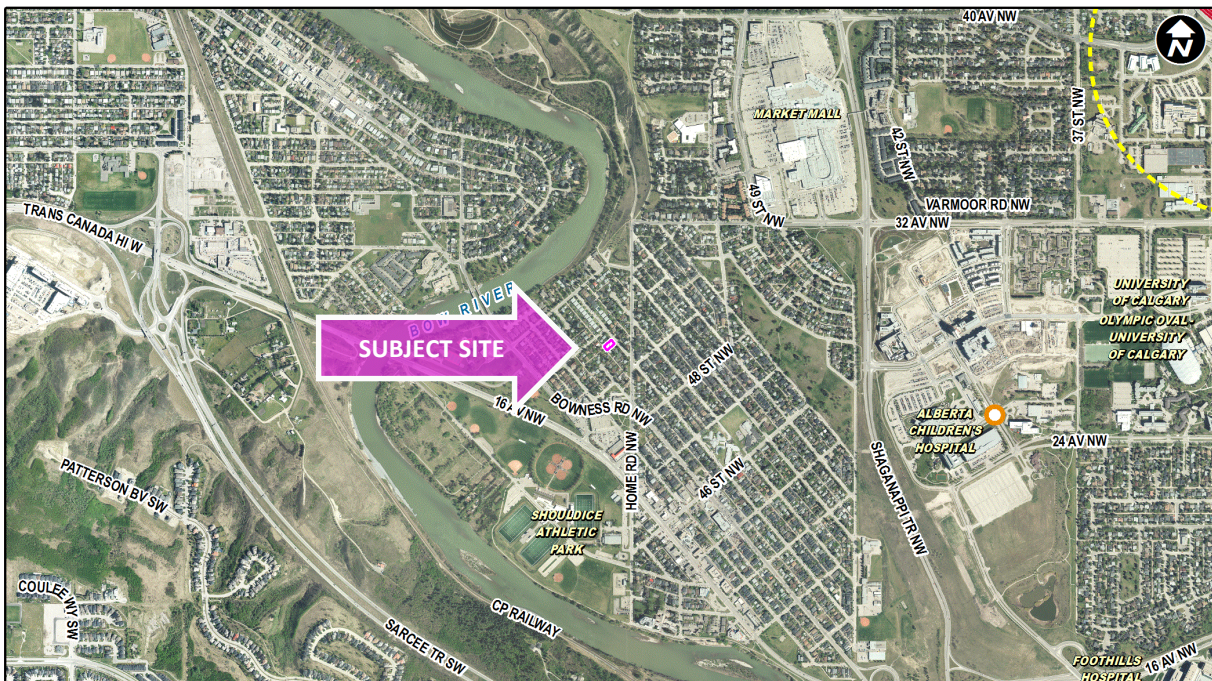 40 AV NW
N
MARKET MALL
37 ST NW
42 ST NW
49 ST NW
VARMOOR RD NW
32 AV NW
TRANS CANADA HI W
BOW RIVER
UNIVERSITY
OF CALGARY
OLYMPIC OVAL -
UNIVERSITY
OF CALGARY
SUBJECT SITE
48 ST NW
BOWNESS RD NW
16 AV NW
ALBERTA
CHILDREN'S
HOSPITAL
24 AV NW
HOME RD NW
46 ST NW
SHAGANAPPI TR NW
PATTERSON BV SW
SHOULDICE
ATHLETIC
PARK
COULEE WY SW
CP RAILWAY
SARCEE TR SW
FOOTHILLS
HOSPITAL
16 AV NW